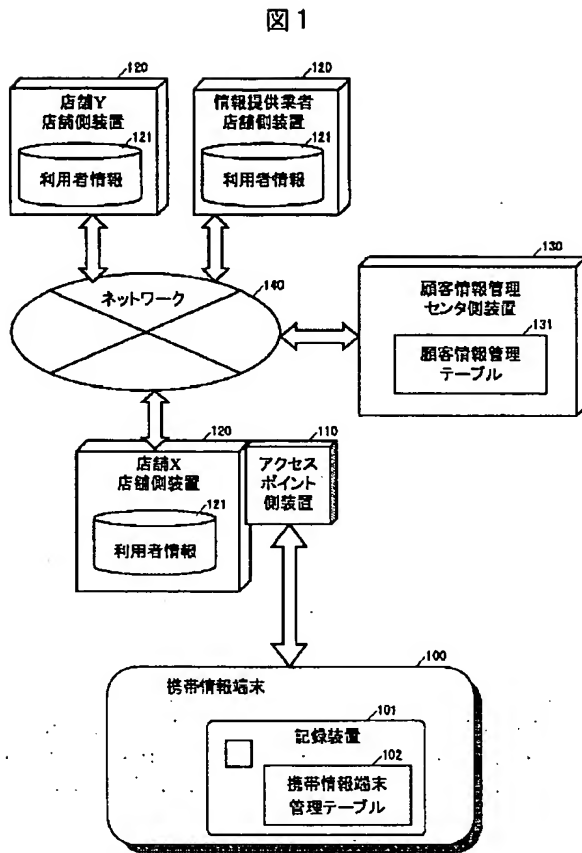 図1
120
店舗Y
店舗側装置
121
利用者情報
120
情報提供業者
店舗側装置
121
利用者情報
ネットワーク
140
130
顧客情報管理
センタ側装置
131
顧客情報管理
テーブル
120
店舗X
店舗側装置
121
利用者情報
110
アクセス
ポイント
側装置
100
携帯情報端末
101
記録装置
102
携帯情報端末
管理テーブル